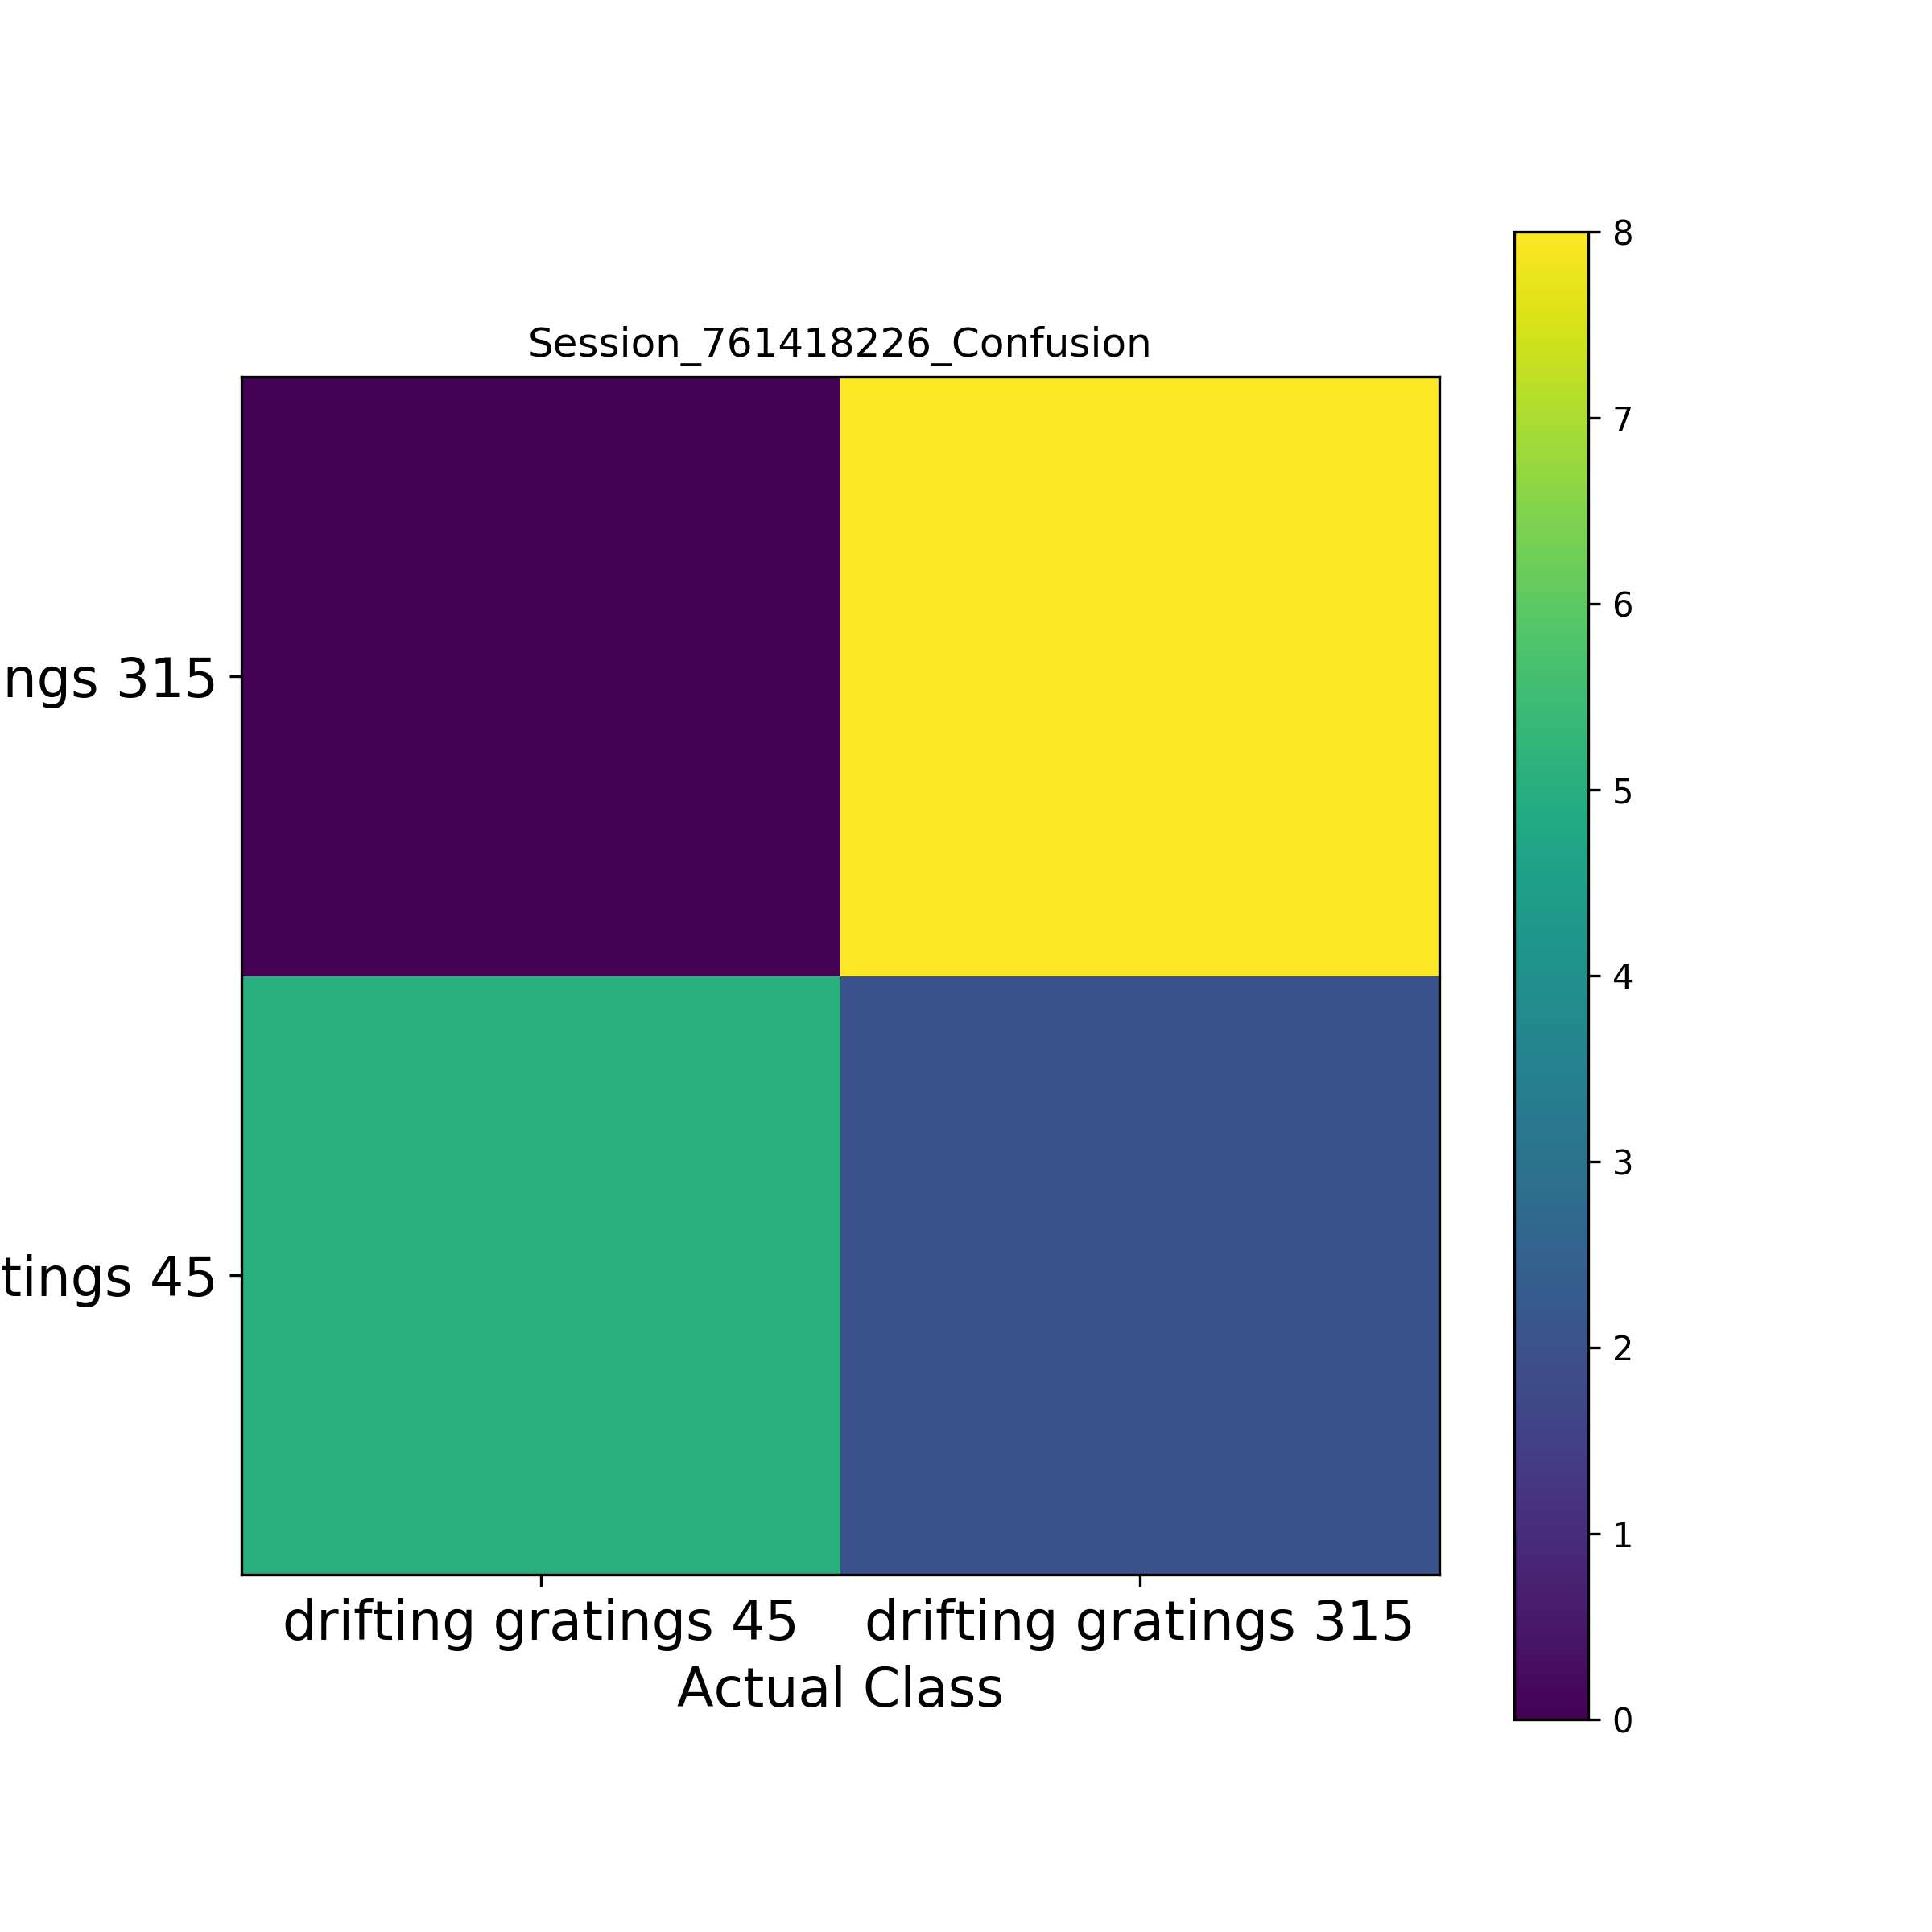 Session_761418226_Confusion
ngs 315
tings 45
drifting gratings 45
drifting gratings 315
Actual Class
8
7
6
5
4
3
2
1
0